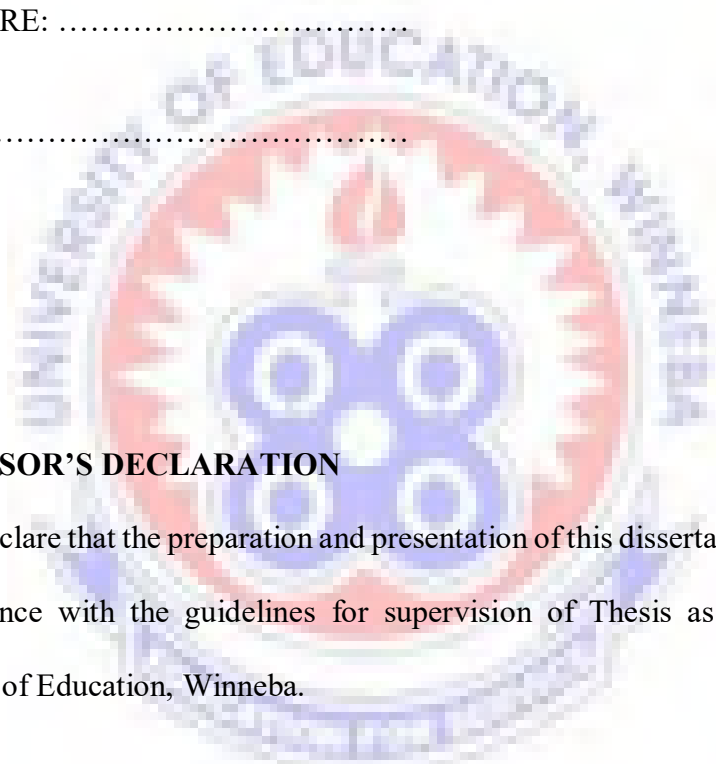 RE: ……………………………
……………………………………
UNIVERSITY OF EDUCATION, WINNEBA
SOR’S DECLARATION
clare that the preparation and presentation of this disserta
nce with the guidelines for supervision of Thesis as
of Education, Winneba.